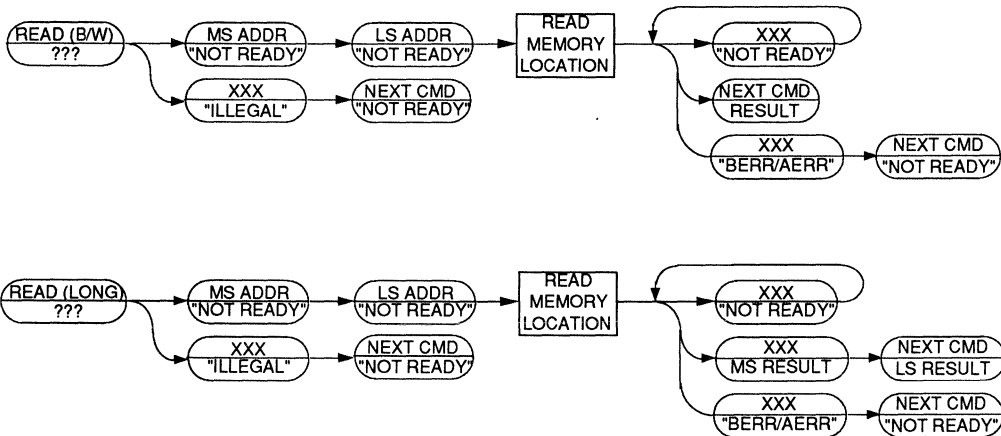 READ (B/W)
???
MS ADDR
"NOT READY"
LS ADDR
"NOT READY"
XXX
"ILLEGAL"
NEXT CMD
"NOT READY"
READ
MEMORY
LOCATION
XXX
"NOT READY"
NEXT CMD
RESULT
XXX
"BERR/AERR"
NEXT CMD
"NOT READY"
READ (LONG)
???
MS ADDR
"NOT READY"
LS ADDR
"NOT READY"
XXX
"ILLEGAL"
NEXT CMD
"NOT READY"
READ
MEMORY
LOCATION
XXX
"NOT READY"
XXX
MS RESULT
NEXT CMD
LS RESULT
XXX
"BERR/AERR"
NEXT CMD
"NOT READY"